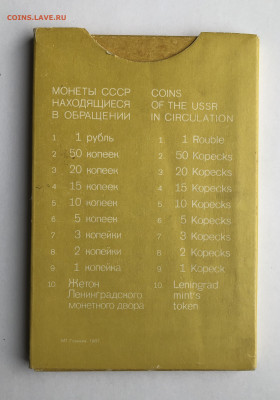 COINS.SAY.RU
МОНЕТЫ СССР
НАХОДЯЩИЕСЯ
В ОБРАЩЕНИИ
1 1 рубль
2 50 копеек
3 20 копеек
4 15 копеек
5 10 копеек
6 5 копеек
7 3 копейки
8 2 копейки
9 1 копейка
10 Жетон
Ленинградского
монетного двора
COINS
OF THE USSR
IN CIRCULATION
1 1 Rouble
2 50 Kopecks
3 20 Kopecks
4 15 Kopecks
5 10 Kopecks
6 5 Kopecks
7 3 Kopecks
8 2 Kopecks
9 1 Kopeck
10 Leningrad
mint's
token